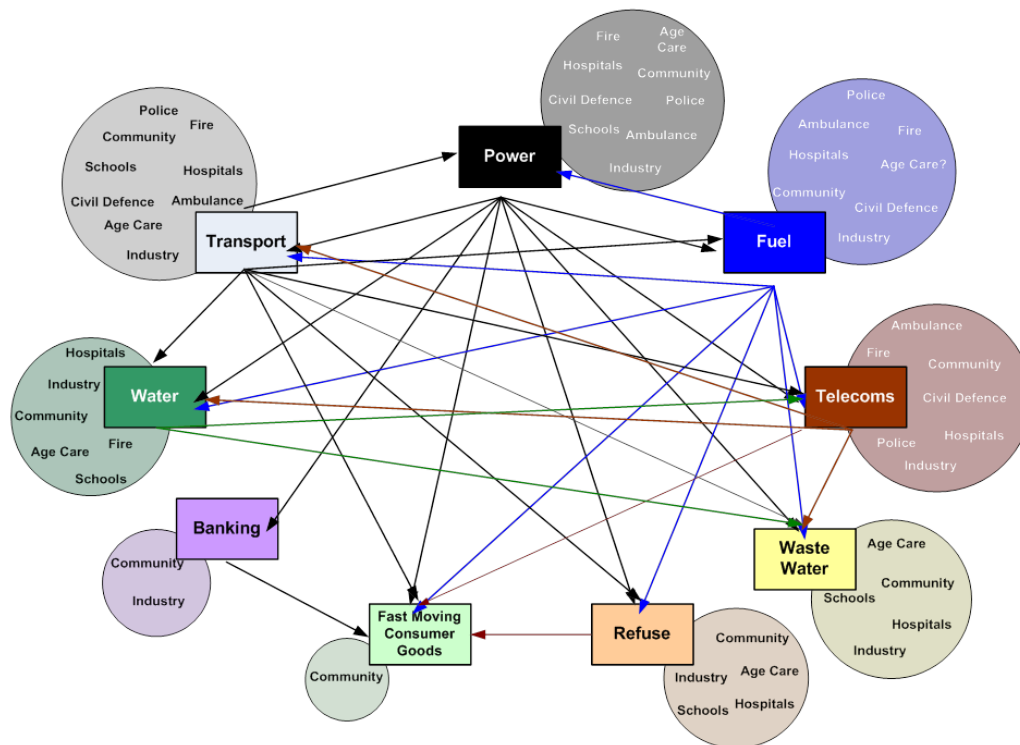 Fire
Age
Care
Hospitals
Community
Civil Defence
Police
Schools
Ambulance
Industry
Power
Police
Fire
Community
Schools
Hospitals
Civil Defence
Ambulance
Age Care
Industry
Transport
Police
Ambulance
Fire
Hospitals
Age Care?
Community
Civil Defence
Industry
Fuel
Hospitals
Industry
Community
Age Care
Fire
Schools
Water
Ambulance
Fire
Community
Civil Defence
Hospitals
Police
Industry
Telecoms
Banking
Community
Industry
Fast Moving
Consumer
Goods
Community
Refuse
Community
Industry
Age Care
Schools
Hospitals
Waste
Water
Age Care
Community
Schools
Hospitals
Industry